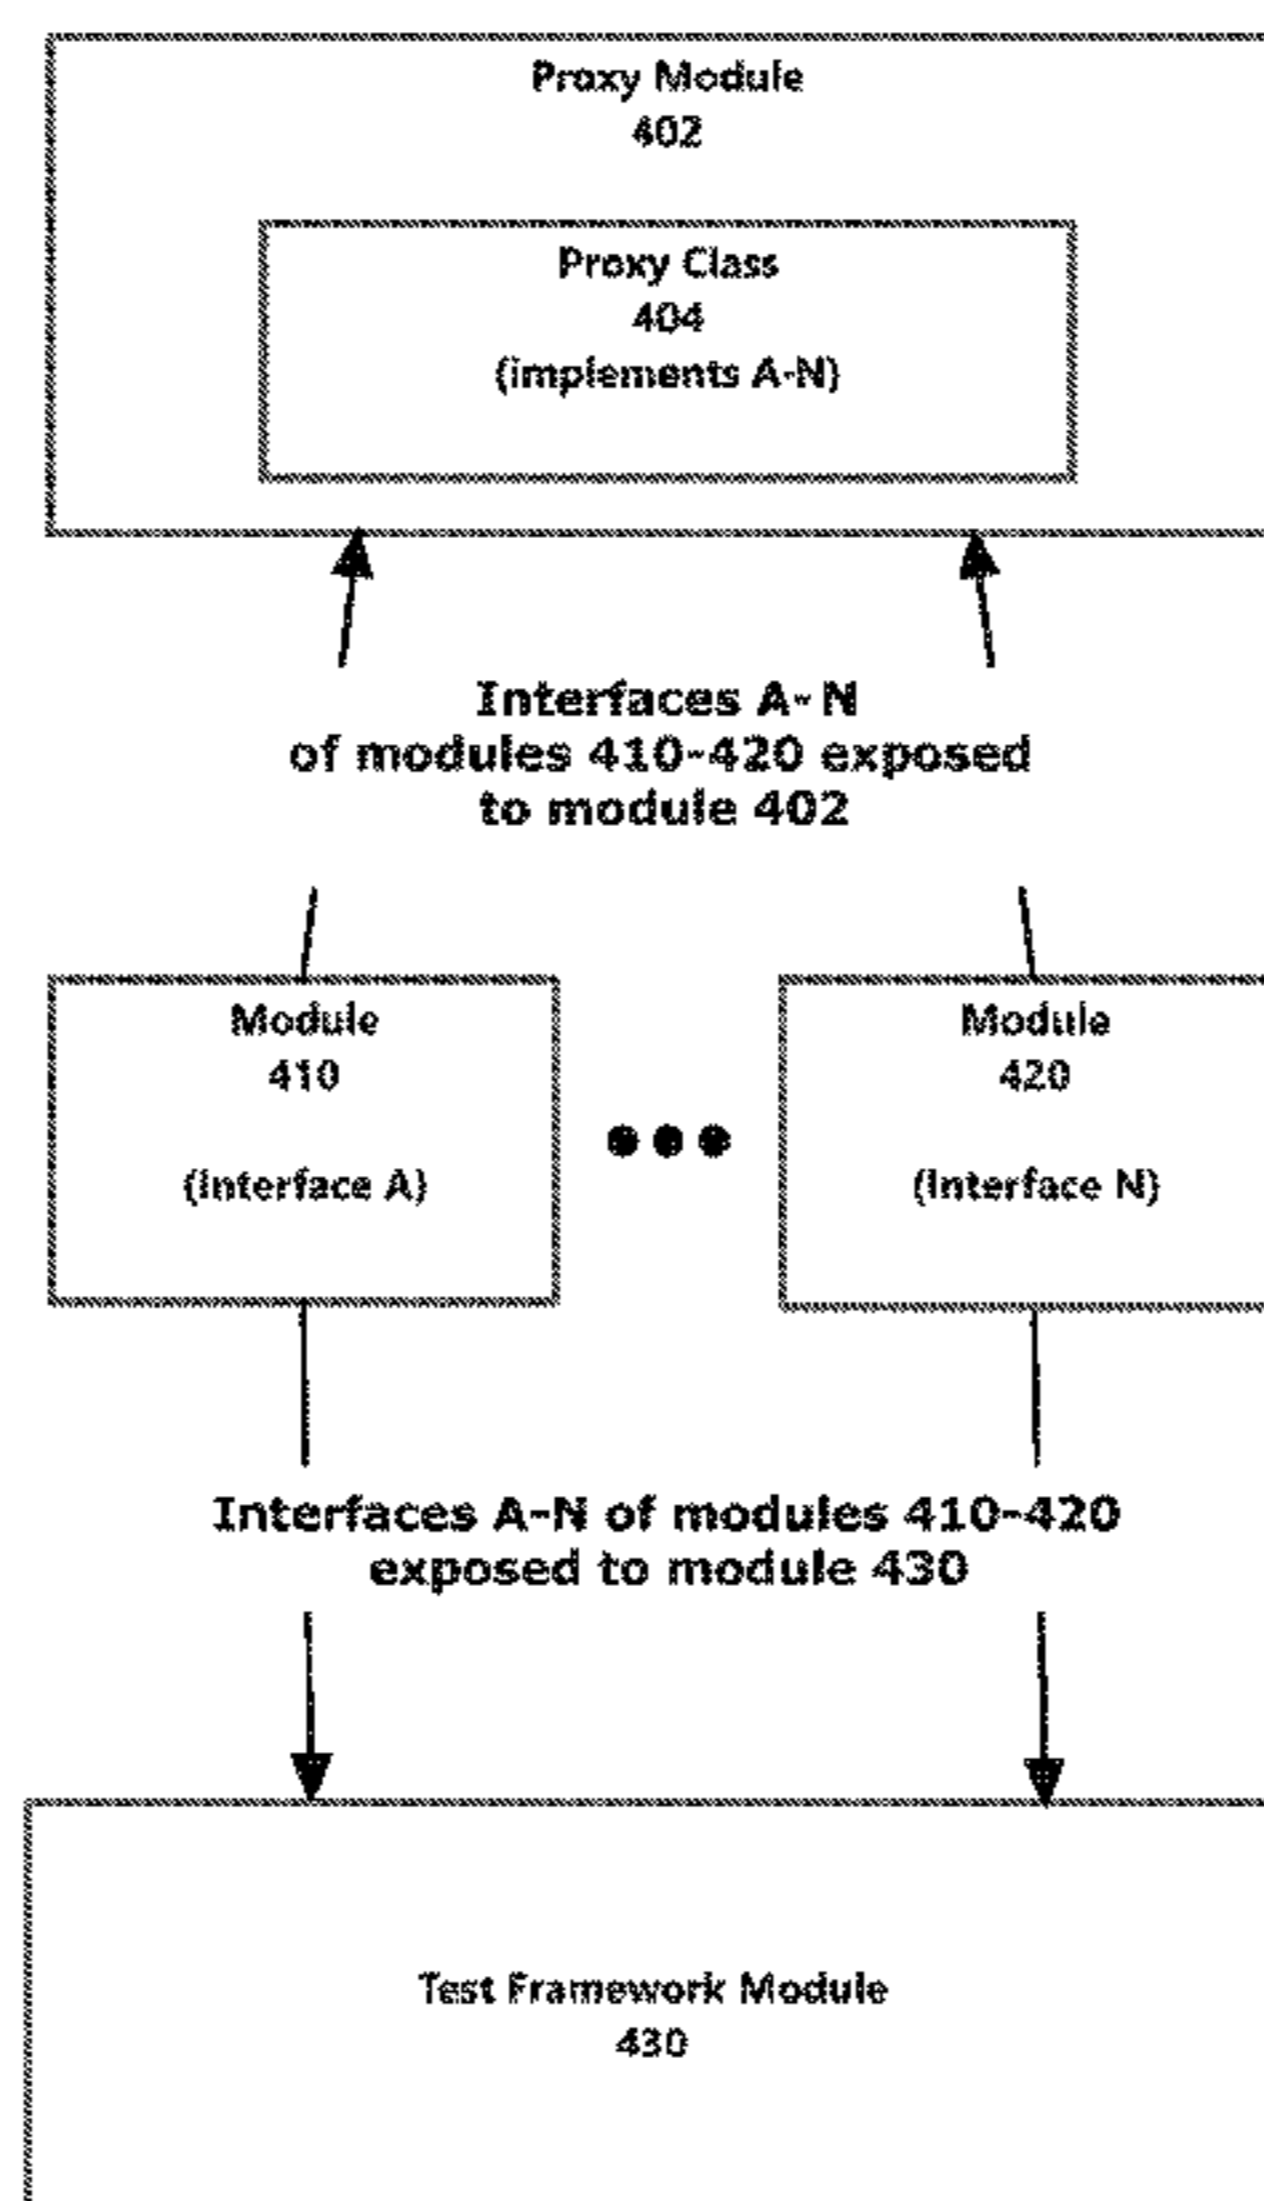 Proxy Module
402
Proxy Class
404
(implements A-N)
Interfaces A-N
of modules 410-420 exposed
to module 402
Module
410
(Interface A)
Module
420
(Interface N)
Interfaces A-N of modules 410-420
exposed to module 430
Test Framework Module
430